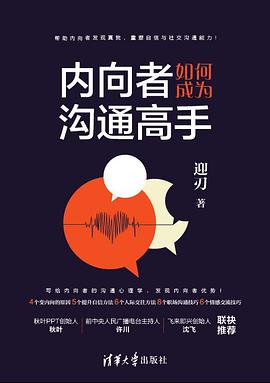 帮助内向者发现真我，重塑自信与社交沟通能力！
内向者如何成为
沟通高手
迎刃 著
写给内向者的沟通心理学，发现内向者优势！
4个变内向的原因 5个提升自信方法 6个人际交往方法 8个职场沟通技巧 6个情感交流技巧
秋叶PPT创始人 前中央人民广播电台主持人 飞来即兴创始人 联袂
秋叶 许川 沈飞 推荐
清华大学出版社